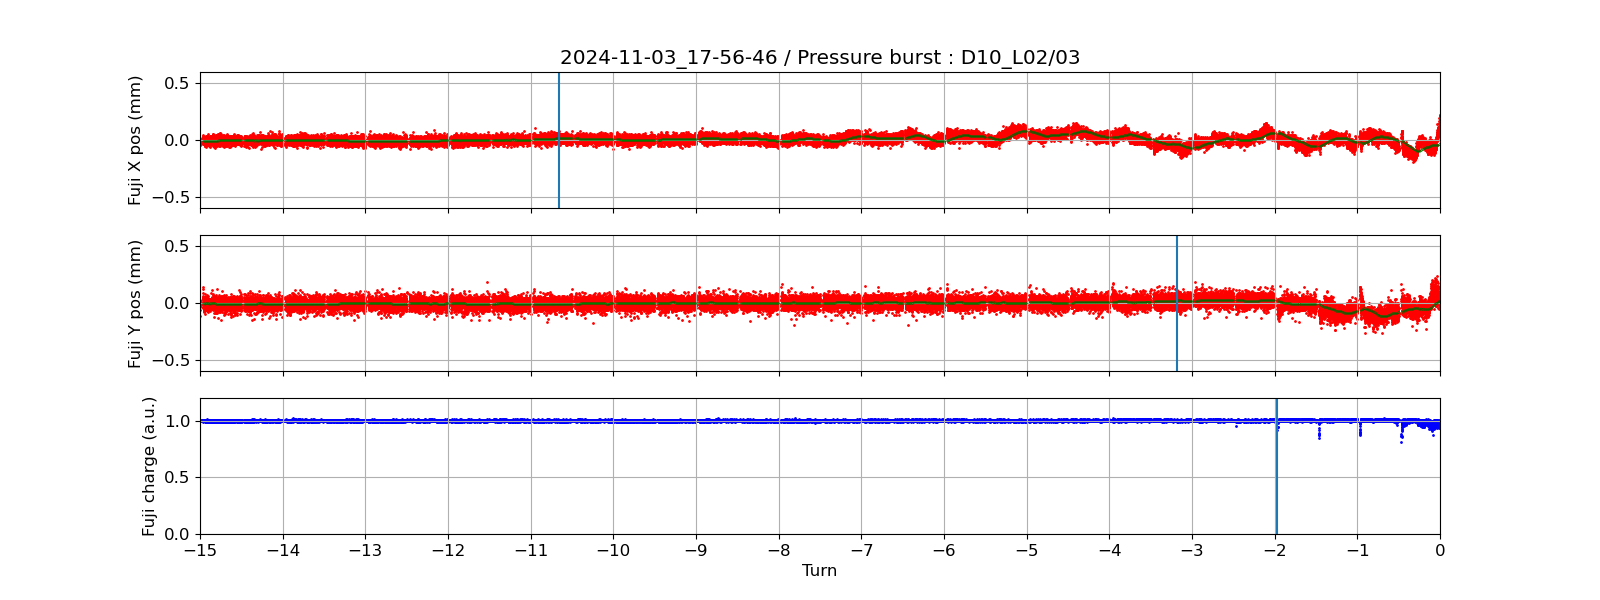 2024-11-03_17-56-46 / Pressure burst : D10_L02/03
Fuji X pos (mm)
0.5
0.0
−0.5
Fuji Y pos (mm)
0.5
0.0
−0.5
Fuji charge (a.u.)
1.0
0.5
0.0
−15 −14 −13 −12 −11 −10 −9 −8 −7 −6 −5 −4 −3 −2 −1 0
Turn